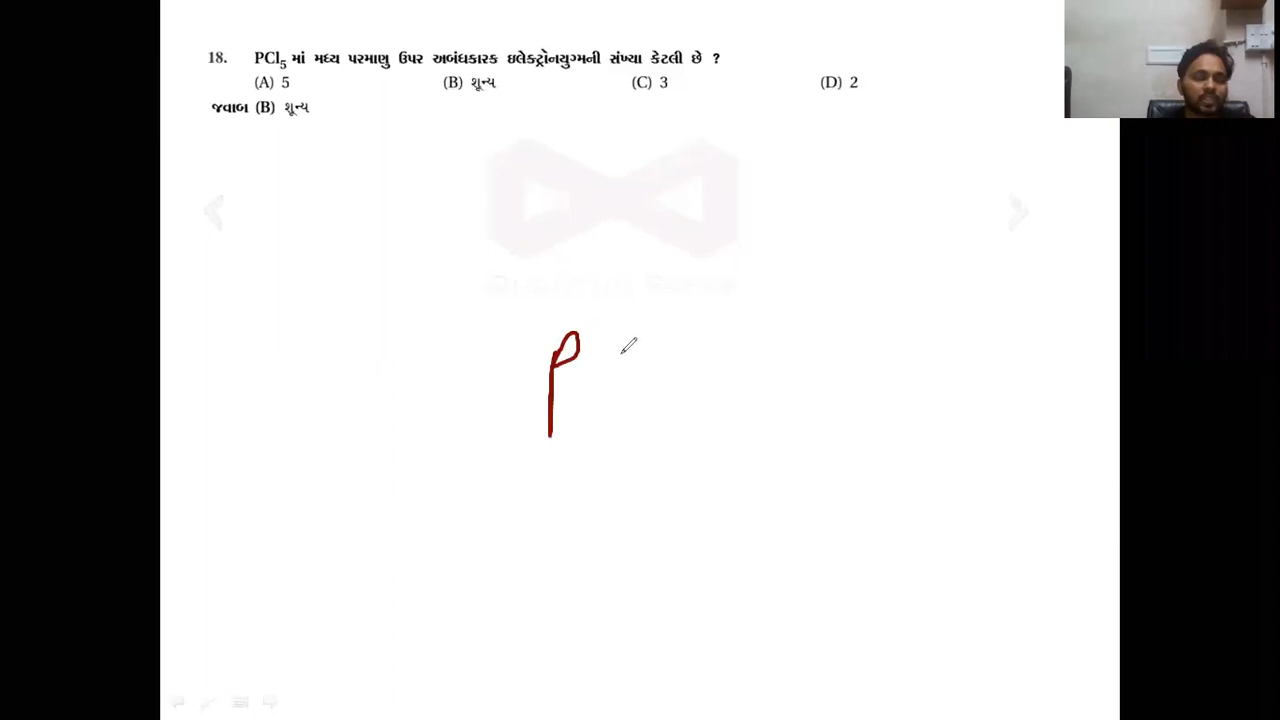 18. PCl₅ માં મધ્ય પરમાણુ ઉપર અબંધકારક ઇલેક્ટ્રોનયુગ્મની સંખ્યા કેટલી છે ?
(A) 5 (B) શૂન્ય (C) 3 (D) 2
જવાબ (B) શૂન્ય
P